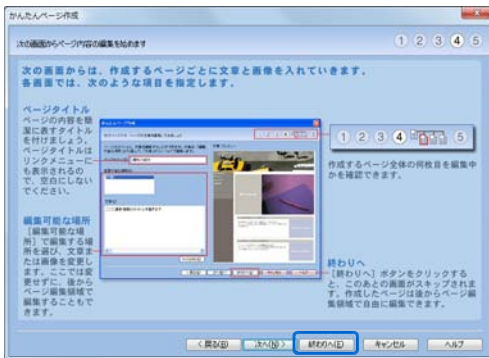 かんたんページ作成
次の画面からページ内容の編集を始めます
1 2 3 4 5
次の画面からは、作成するページごとに文章と画像を入れていきます。
各画面では、次のような項目を指定します。
ページタイトル
ページの内容を簡
潔に表すタイトル
を付けましょう。
ページタイトルは
リンクメニューに
も表示されるの
で、空白にしない
でください。
編集可能な場所
［編集可能な場
所］で編集する場
所を選び、文章ま
たは画像を変更し
ます。ここでは変
更せずに、後から
ページ編集領域で
編集することもで
きます。
1 2 3 4 5
作成するページ全体の何枚目を編集中
かを確認できます。
終わりへ
［終わりへ］ボタンをクリックする
と、このあとの画面がスキップされま
す。作成したページは後からページ編
集領域で自由に編集できます。
< 戻る(B) 次へ(N) > 終わりへ(E) キャンセル ヘルプ